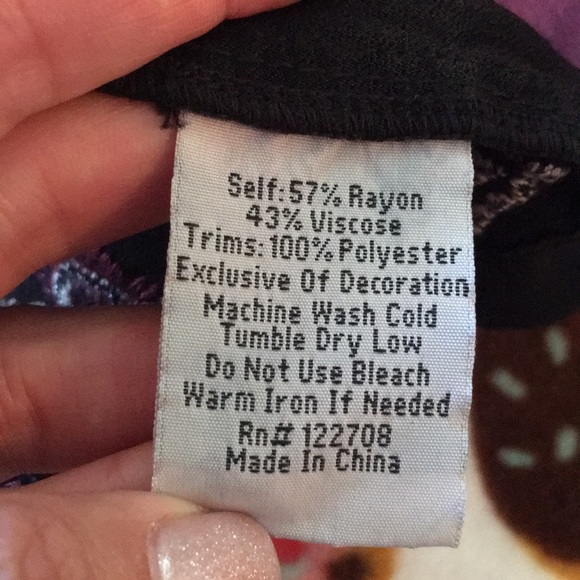 Self:57% Rayon
43% Viscose
Trims:100% Polyester
Exclusive Of Decoration
Machine Wash Cold
Tumble Dry Low
Do Not Use Bleach
Warm Iron If Needed
Rn# 122708
Made In China